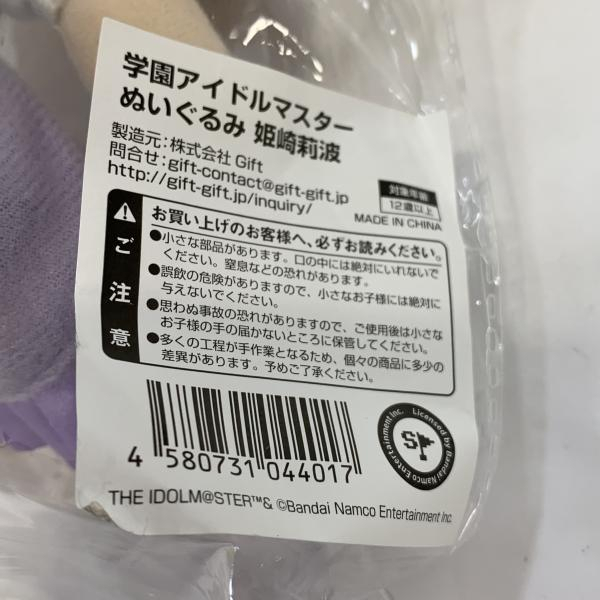 学園アイドルマスター
ぬいぐるみ 姫崎莉波
製造元:株式会社 Gift
問合せ:gift-contact@gift-gift.jp
http://gift-gift.jp/inquiry/
対象年齢
12歳以上
MADE IN CHINA
ご注意
お買い上げのお客様へ、必ずお読みください。
●小さな部品があります。口の中には絶対にいれないで
ください。窒息などの恐れがあります。
●誤飲の危険がありますので、小さなお子様には絶対に
与えないでください。
●思わぬ事故の恐れがありますので、ご使用後は小さな
お子様の手の届かないところに保管してください。
●多くの工程が手作業となるため、個々の商品に多少の
差異があります。予めご了承ください。
4 580731 044017
Licensed by Bandai Namco Entertainment Inc.
THE IDOLM@STER™& ©Bandai Namco Entertainment Inc.